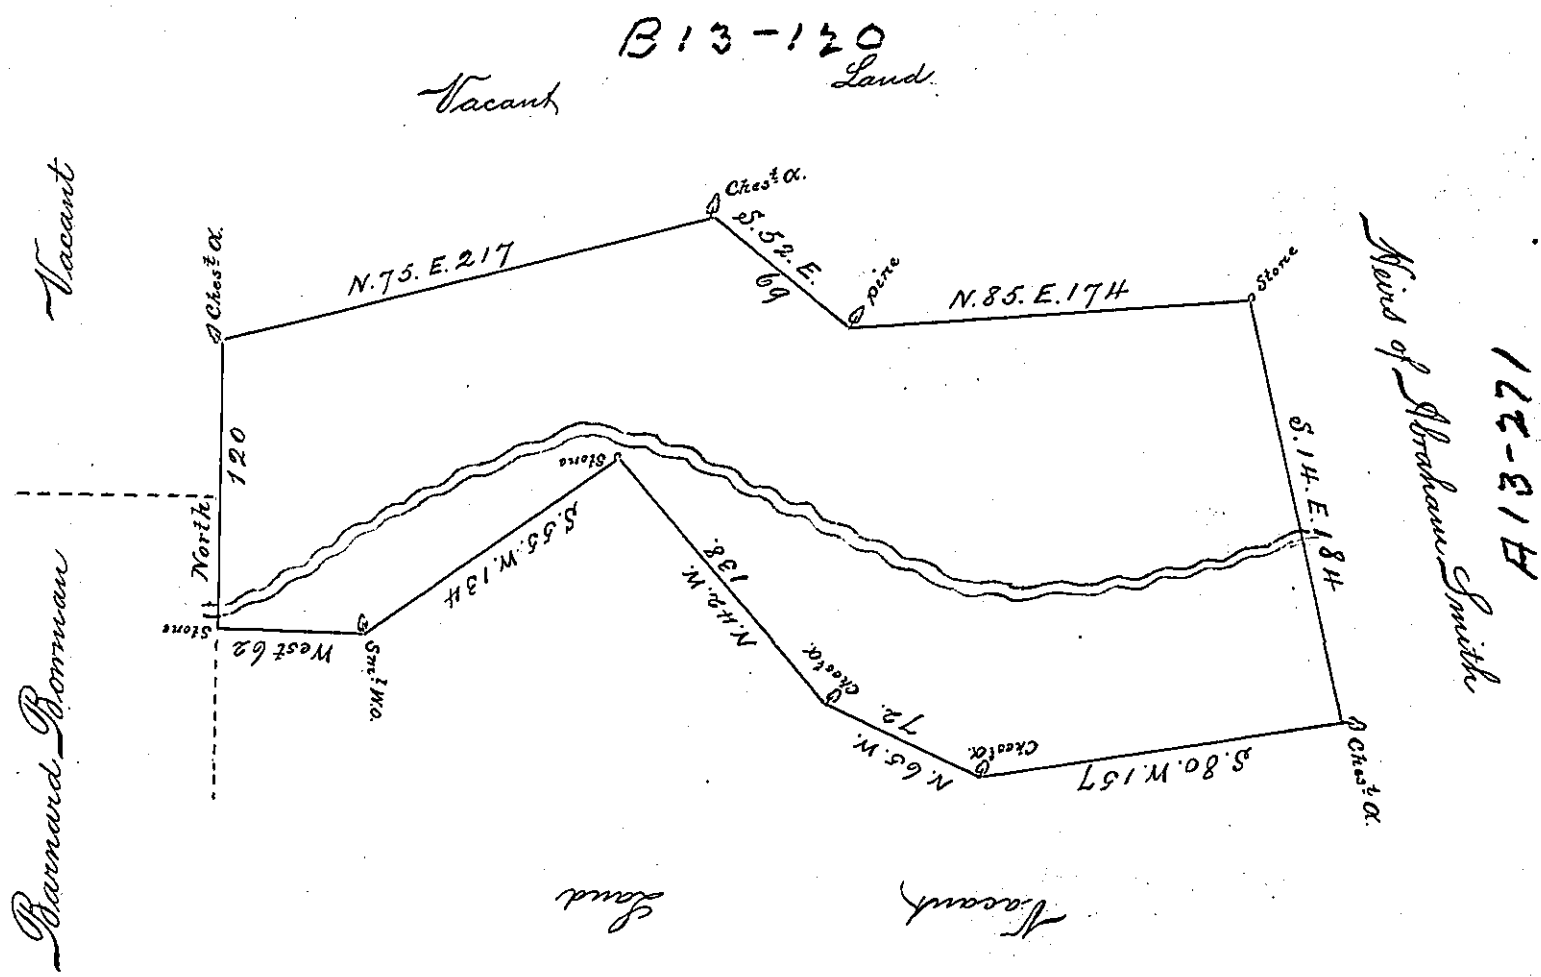 B13-120
Vacant Land.
Vacant
Chest. α.
N. 75. E. 217
Chest. α.
S. 52. E.
69
pine
N. 85. E. 174
Stone
Heirs of Abraham Smith
A13-271
S. 14. E. 184
Chest. α.
S. 80. W. 157
Chest α.
N. 65. W.
72.
Chest α.
N. 42. W.
138.
Stone
S. 55. W. 134
Sm.l W.O.
West 62
Stone
North 120
Barnard Bowman
Vacant Land